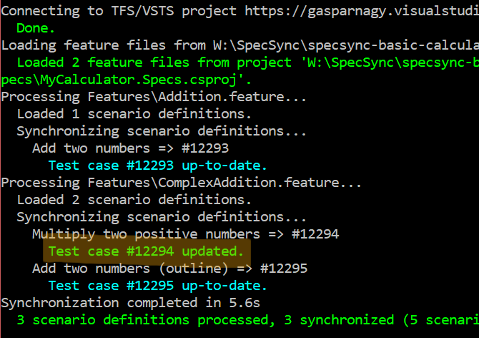 Connecting to TFS/VSTS project https://gasparnagy.visualstudi
Done.
Loading feature files from W:\SpecSync\specsync-basic-calcula
Loaded 2 feature files from project 'W:\SpecSync\specsync-b
pecs\MyCalculator.Specs.csproj'.
Processing Features\Addition.feature...
Loaded 1 scenario definitions.
Synchronizing scenario definitions...
Add two numbers => #12293
Test case #12293 up-to-date.
Processing Features\ComplexAddition.feature...
Loaded 2 scenario definitions.
Synchronizing scenario definitions...
Multiply two positive numbers => #12294
Test case #12294 updated.
Add two numbers (outline) => #12295
Test case #12295 up-to-date.
Synchronization completed in 5.6s
3 scenario definitions processed, 3 synchronized (5 scenari